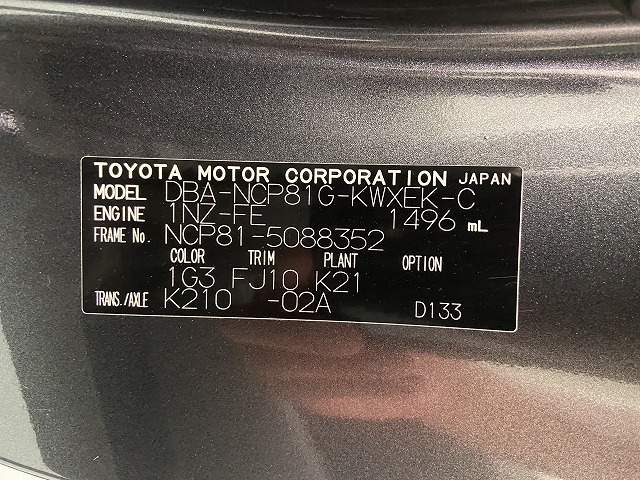 TOYOTA MOTOR CORPORATION JAPAN
MODEL DBA-NCP81G-KWXEK-C
ENGINE 1NZ-FE 1496 mL
FRAME No. NCP81-5088352
COLOR TRIM PLANT OPTION
1G3 FJ10 K21
TRANS./AXLE K210 -02A D133